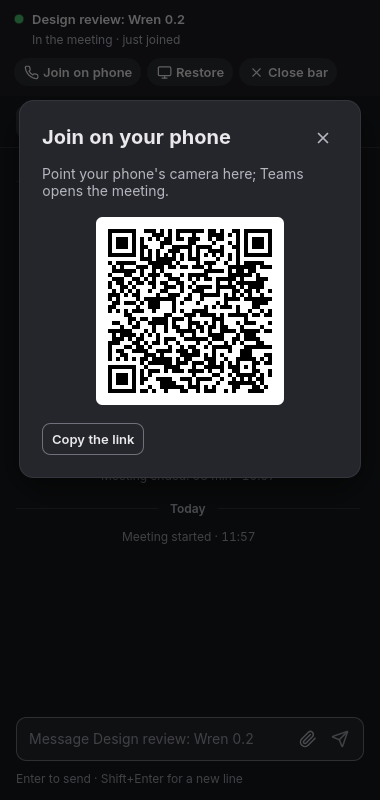 Design review: Wren 0.2
In the meeting · just joined
Join on phone Restore Close bar
Join on your phone
Point your phone's camera here; Teams
opens the meeting.
Copy the link
Today
Meeting started · 11:57
Message Design review: Wren 0.2
Enter to send · Shift+Enter for a new line